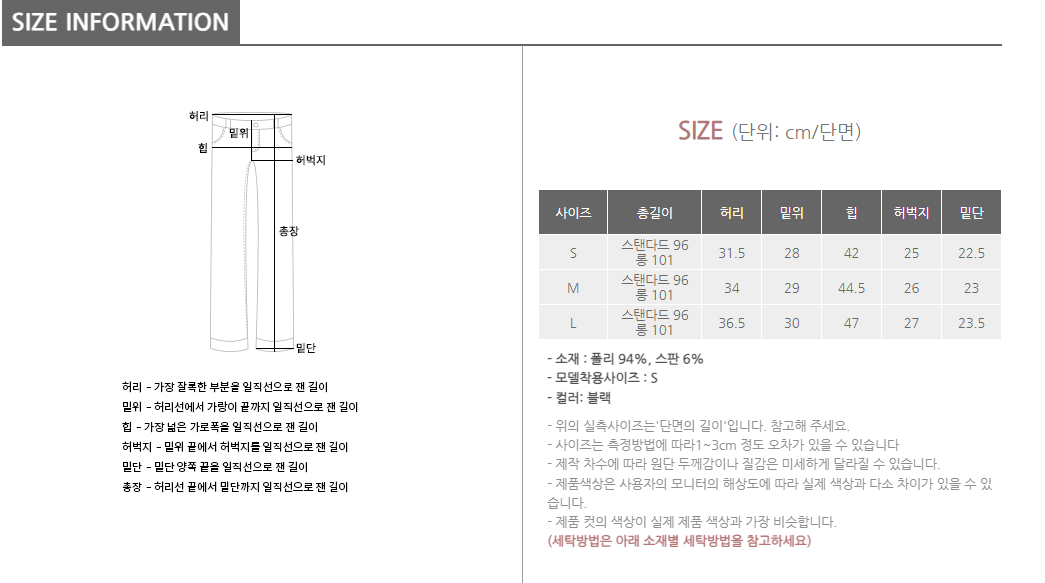 SIZE INFORMATION
허리
밑위
힙
허벅지
총장
밑단
허리 - 가장 잘록한 부분을 일직선으로 잰 길이
밑위 - 허리선에서 가랑이 끝까지 일직선으로 잰 길이
힙 - 가장 넓은 가로폭을 일직선으로 잰 길이
허벅지 - 밑위 끝에서 허벅지를 일직선으로 잰 길이
밑단 - 밑단 양쪽 끝을 일직선으로 잰 길이
총장 - 허리선 끝에서 밑단까지 일직선으로 잰 길이
SIZE (단위: cm/단면)
사이즈 총길이 허리 밑위 힙 허벅지 밑단
S 스탠다드 96 롱 101 31.5 28 42 25 22.5
M 스탠다드 96 롱 101 34 29 44.5 26 23
L 스탠다드 96 롱 101 36.5 30 47 27 23.5
- 소재 : 폴리 94%, 스판 6%
- 모델착용사이즈 : S
- 컬러: 블랙
- 위의 실측사이즈는'단면의 길이'입니다. 참고해 주세요.
- 사이즈는 측정방법에 따라1~3cm 정도 오차가 있을 수 있습니다
- 제작 차수에 따라 원단 두께감이나 질감은 미세하게 달라질 수 있습니다.
- 제품색상은 사용자의 모니터의 해상도에 따라 실제 색상과 다소 차이가 있을 수 있
습니다.
- 제품 컷의 색상이 실제 제품 색상과 가장 비슷합니다.
(세탁방법은 아래 소재별 세탁방법을 참고하세요)